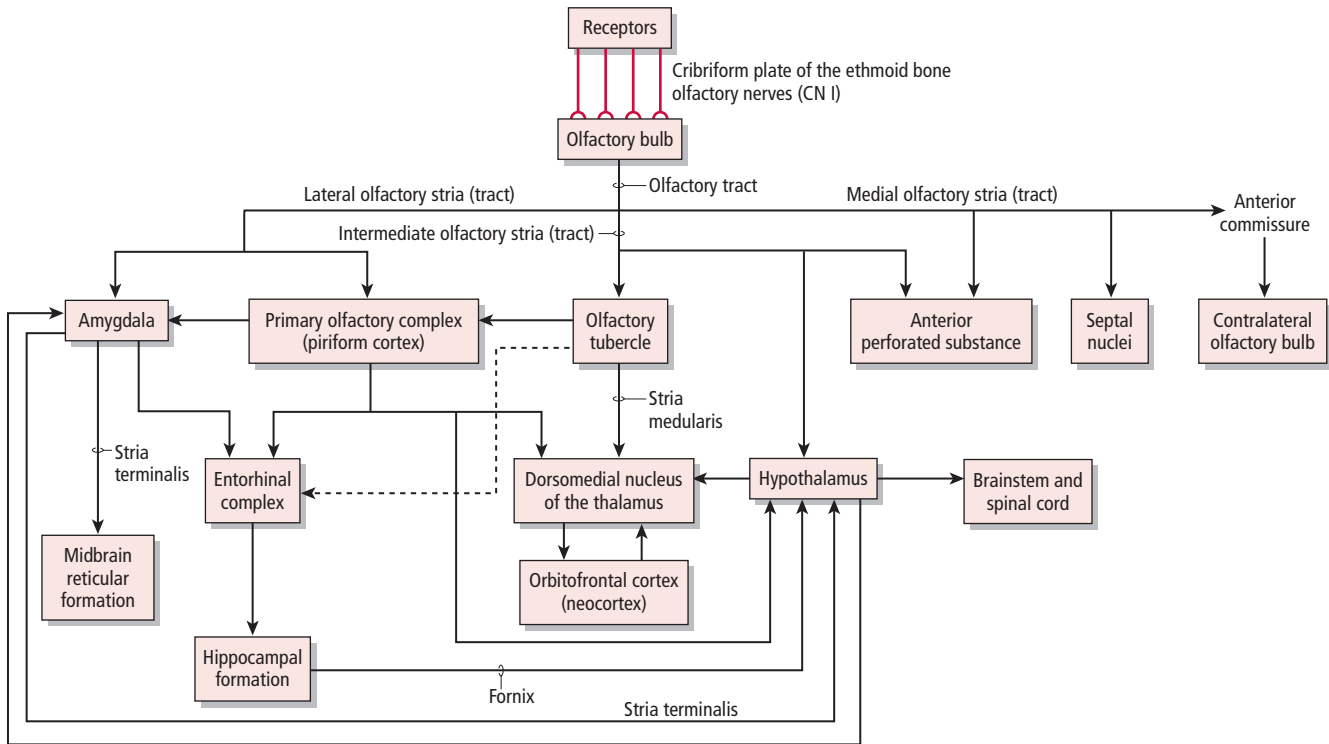 Receptors
Cribriform plate of the ethmoid bone
olfactory nerves (CN I)
Olfactory bulb
Olfactory tract
Lateral olfactory stria (tract)
Medial olfactory stria (tract)
Anterior
commissure
Intermediate olfactory stria (tract)
Amygdala
Primary olfactory complex
(piriform cortex)
Olfactory
tubercle
Anterior
perforated substance
Septal
nuclei
Contralateral
olfactory bulb
Stria
medularis
Stria
terminalis
Entorhinal
complex
Dorsomedial nucleus
of the thalamus
Hypothalamus
Brainstem and
spinal cord
Midbrain
reticular
formation
Orbitofrontal cortex
(neocortex)
Hippocampal
formation
Fornix
Stria terminalis